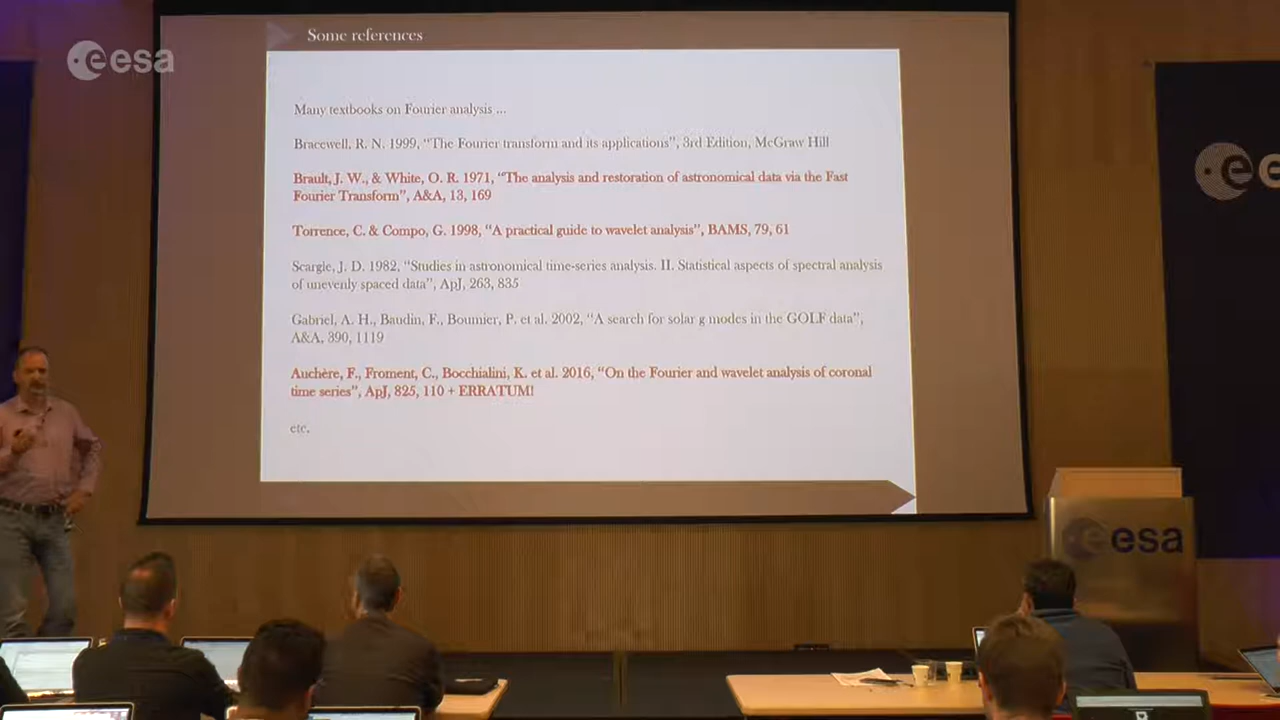 esa
Some references
Many textbooks on Fourier analysis ...
Bracewell, R. N. 1999, “The Fourier transform and its applications”, 3rd Edition, McGraw Hill
Brault, J. W., & White, O. R. 1971, “The analysis and restoration of astronomical data via the Fast
Fourier Transform”, A&A, 13, 169
Torrence, C. & Compo, G. 1998, “A practical guide to wavelet analysis”, BAMS, 79, 61
Scargle, J. D. 1982, “Studies in astronomical time-series analysis. II. Statistical aspects of spectral analysis
of unevenly spaced data”, ApJ, 263, 835
Gabriel, A. H., Baudin, F., Boumier, P. et al. 2002, “A search for solar g modes in the GOLF data”,
A&A, 390, 1119
Auchère, F., Froment, C., Bocchialini, K. et al. 2016, “On the Fourier and wavelet analysis of coronal
time series”, ApJ, 825, 110 + ERRATUM!
etc.
esa